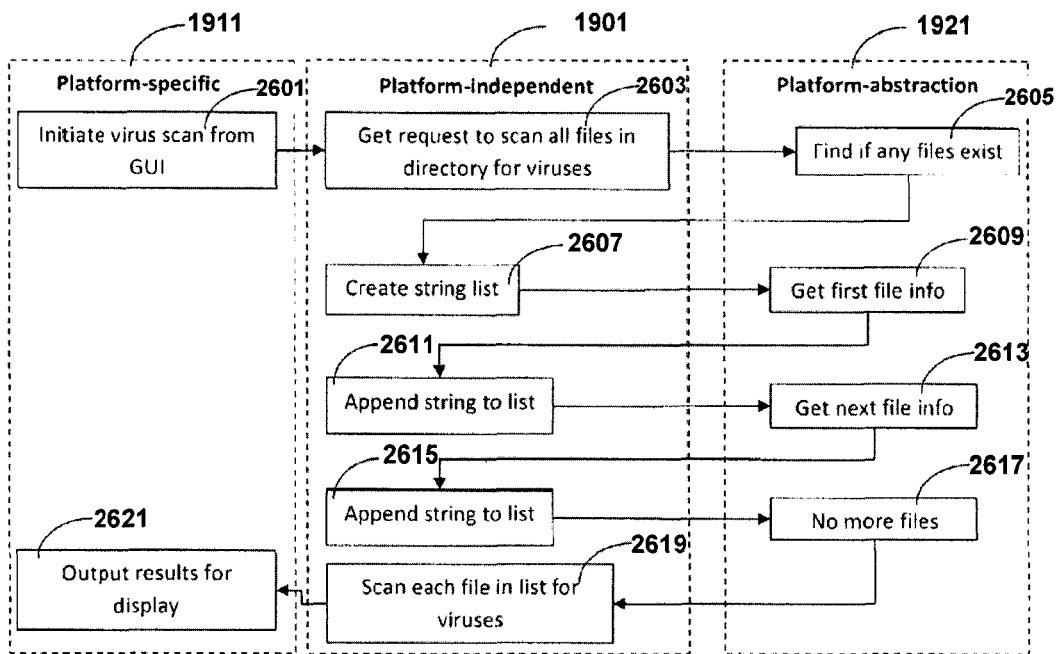 1911
1901
1921
Platform-specific
Platform-independent
Platform-abstraction
2601
2603
2605
Initiate virus scan from
GUI
Get request to scan all files in
directory for viruses
Find if any files exist
2607
2609
Create string list
Get first file info
2611
2613
Append string to list
Get next file info
2615
2617
Append string to list
No more files
2621
2619
Output results for
display
Scan each file in list for
viruses